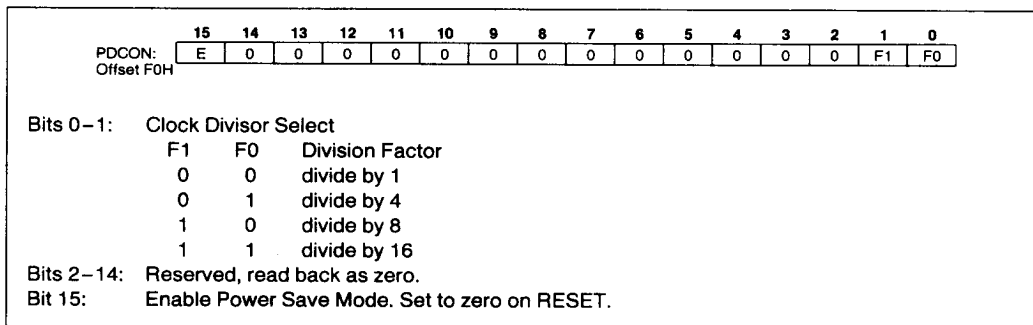 15 14 13 12 11 10 9 8 7 6 5 4 3 2 1 0
PDCON: E 0 0 0 0 0 0 0 0 0 0 0 0 0 F1 F0
Offset F0H
Bits 0–1: Clock Divisor Select
F1 F0 Division Factor
0 0 divide by 1
0 1 divide by 4
1 0 divide by 8
1 1 divide by 16
Bits 2–14: Reserved, read back as zero.
Bit 15: Enable Power Save Mode. Set to zero on RESET.